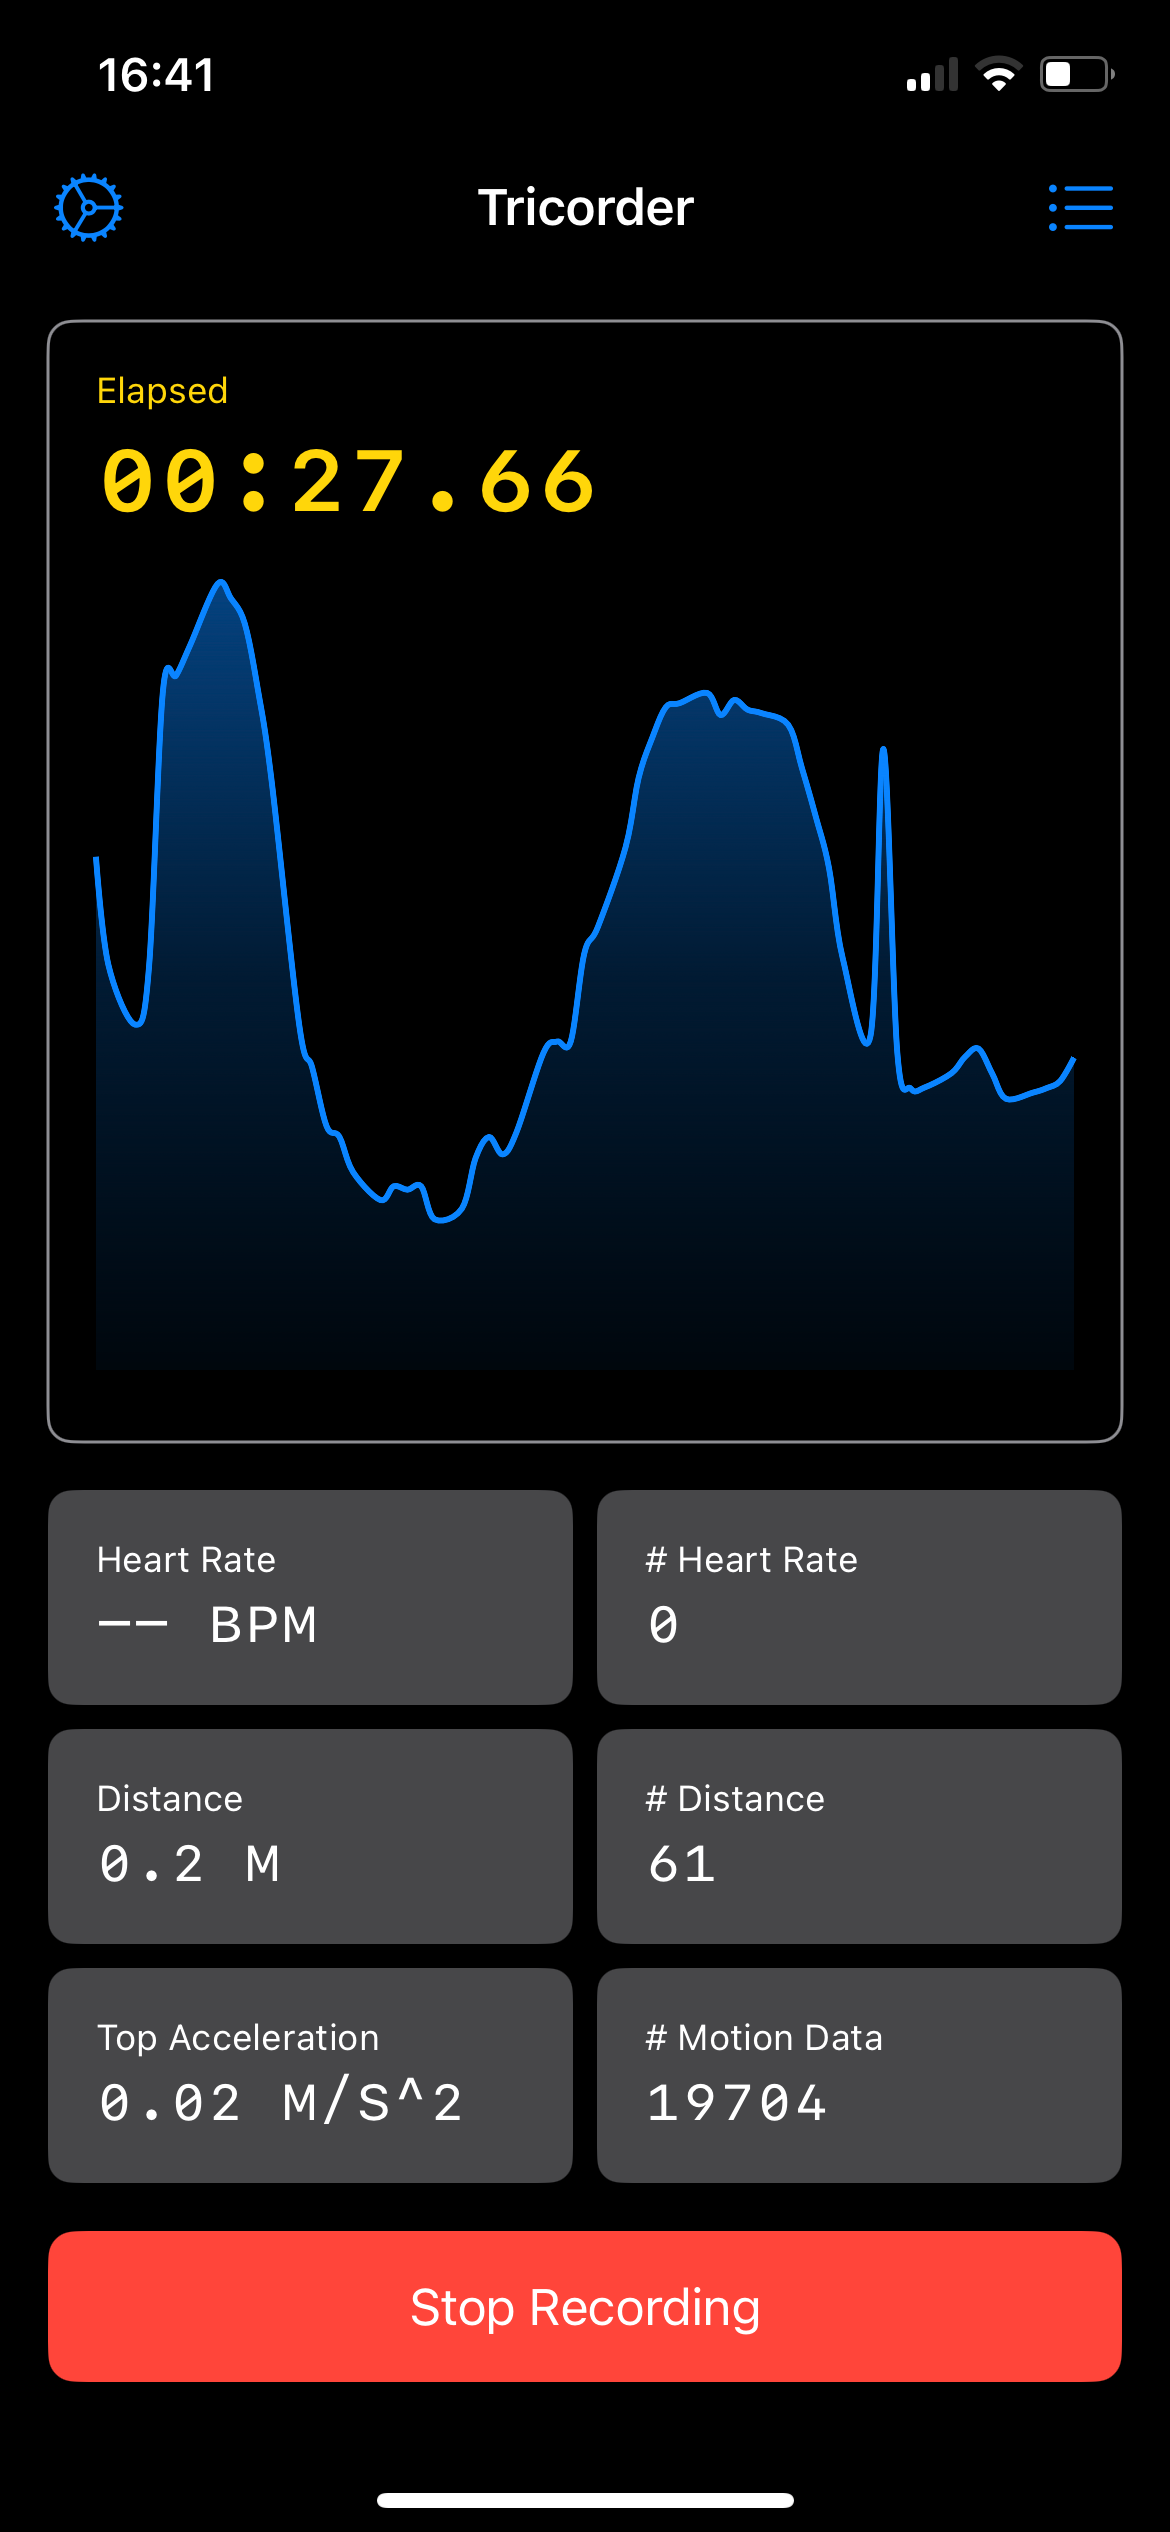 16:41
Tricorder
Elapsed
00:27.66
Heart Rate
-- BPM
# Heart Rate
0
Distance
0.2 M
# Distance
61
Top Acceleration
0.02 M/S^2
# Motion Data
19704
Stop Recording